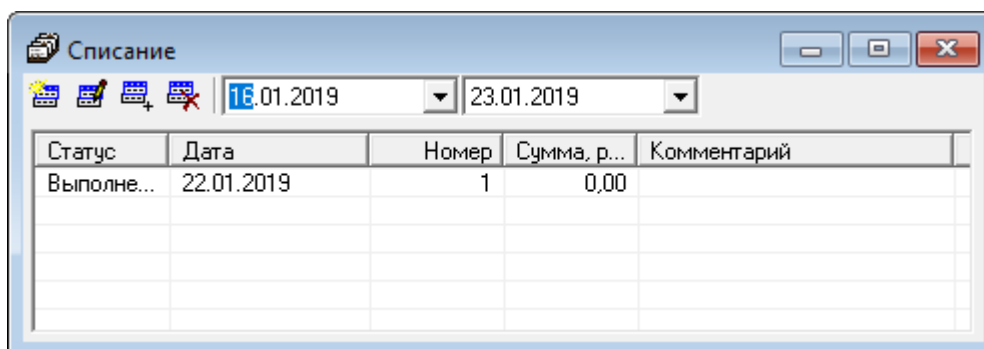 Списание
16.01.2019 23.01.2019
Статус Дата Номер Сумма, р... Комментарий
Выполне... 22.01.2019 1 0,00